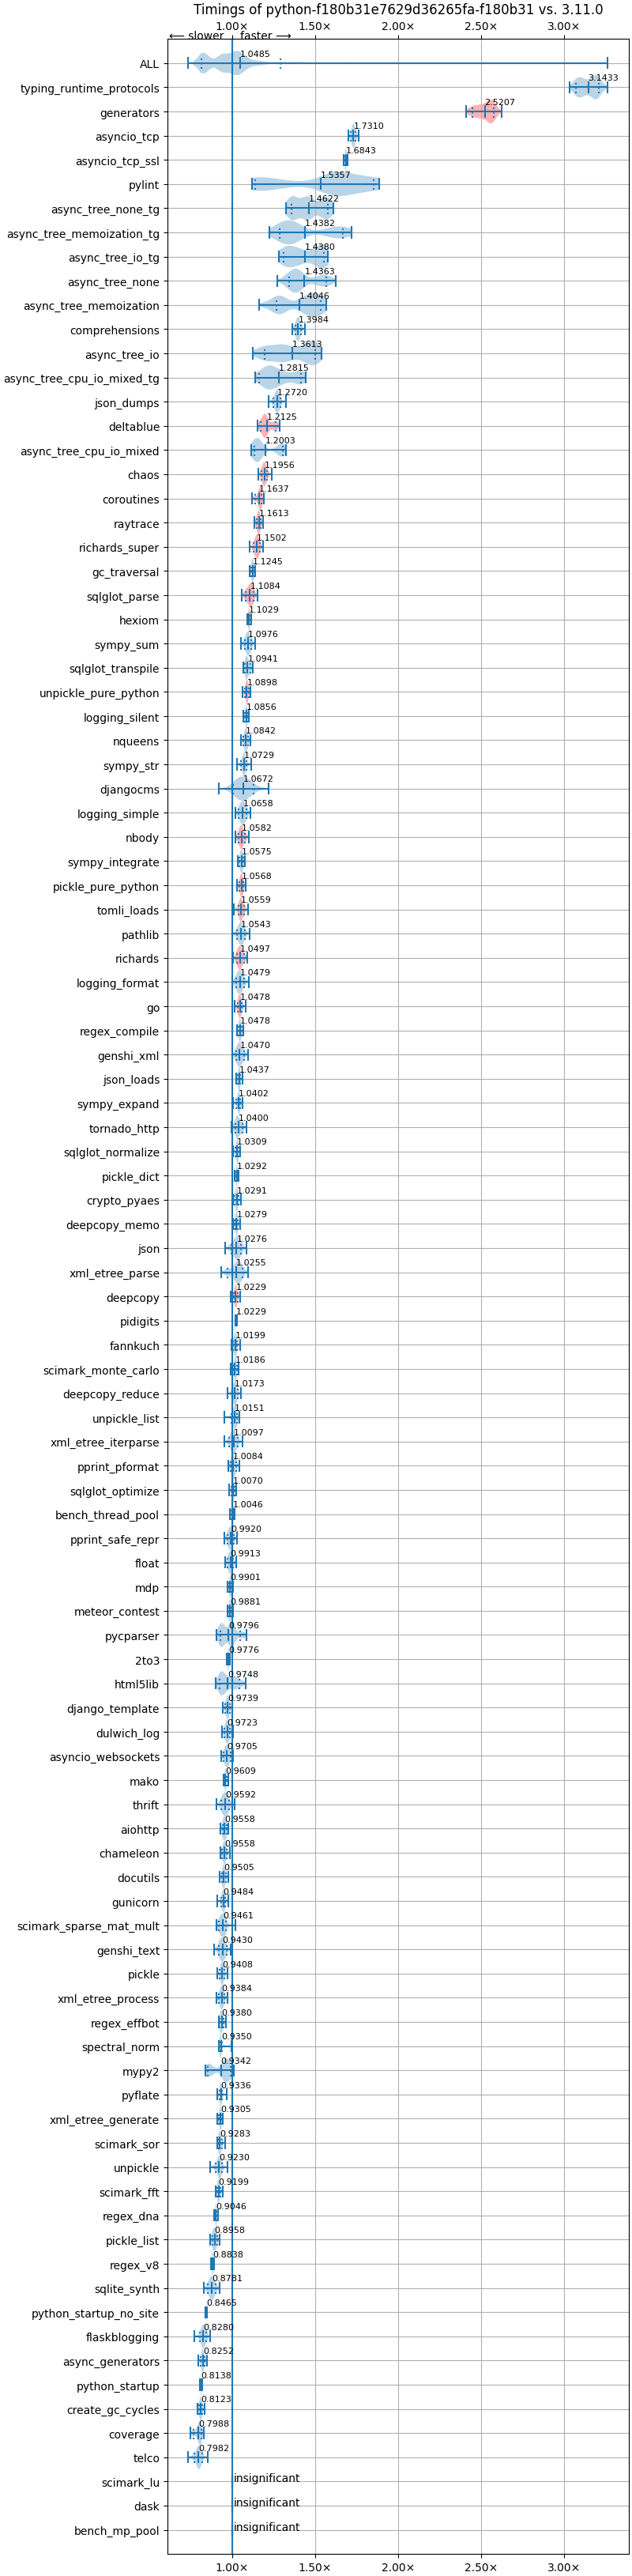 Timings of python-f180b31e7629d36265fa-f180b31 vs. 3.11.0
1.00× 1.50× 2.00× 2.50× 3.00×
⟵ slower faster ⟶
ALL 1.0485
typing_runtime_protocols 3.1433
generators 2.5207
asyncio_tcp 1.7310
asyncio_tcp_ssl 1.6843
pylint 1.5357
async_tree_none_tg 1.4622
async_tree_memoization_tg 1.4382
async_tree_io_tg 1.4380
async_tree_none 1.4363
async_tree_memoization 1.4046
comprehensions 1.3984
async_tree_io 1.3613
async_tree_cpu_io_mixed_tg 1.2815
json_dumps 1.2720
deltablue 1.2125
async_tree_cpu_io_mixed 1.2003
chaos 1.1956
coroutines 1.1637
raytrace 1.1613
richards_super 1.1502
gc_traversal 1.1245
sqlglot_parse 1.1084
hexiom 1.1029
sympy_sum 1.0976
sqlglot_transpile 1.0941
unpickle_pure_python 1.0898
logging_silent 1.0856
nqueens 1.0842
sympy_str 1.0729
djangocms 1.0672
logging_simple 1.0658
nbody 1.0582
sympy_integrate 1.0575
pickle_pure_python 1.0568
tomli_loads 1.0559
pathlib 1.0543
richards 1.0497
logging_format 1.0479
go 1.0478
regex_compile 1.0478
genshi_xml 1.0470
json_loads 1.0437
sympy_expand 1.0402
tornado_http 1.0400
sqlglot_normalize 1.0309
pickle_dict 1.0292
crypto_pyaes 1.0291
deepcopy_memo 1.0279
json 1.0276
xml_etree_parse 1.0255
deepcopy 1.0229
pidigits 1.0229
fannkuch 1.0199
scimark_monte_carlo 1.0186
deepcopy_reduce 1.0173
unpickle_list 1.0151
xml_etree_iterparse 1.0097
pprint_pformat 1.0084
sqlglot_optimize 1.0070
bench_thread_pool 1.0046
pprint_safe_repr 0.9920
float 0.9913
mdp 0.9901
meteor_contest 0.9881
pycparser 0.9796
2to3 0.9776
html5lib 0.9748
django_template 0.9739
dulwich_log 0.9723
asyncio_websockets 0.9705
mako 0.9609
thrift 0.9592
aiohttp 0.9558
chameleon 0.9558
docutils 0.9505
gunicorn 0.9484
scimark_sparse_mat_mult 0.9461
genshi_text 0.9430
pickle 0.9408
xml_etree_process 0.9384
regex_effbot 0.9380
spectral_norm 0.9350
mypy2 0.9342
pyflate 0.9336
xml_etree_generate 0.9305
scimark_sor 0.9283
unpickle 0.9230
scimark_fft 0.9199
regex_dna 0.9046
pickle_list 0.8958
regex_v8 0.8838
sqlite_synth 0.8781
python_startup_no_site 0.8465
flaskblogging 0.8280
async_generators 0.8252
python_startup 0.8138
create_gc_cycles 0.8123
coverage 0.7988
telco 0.7982
scimark_lu insignificant
dask insignificant
bench_mp_pool insignificant
1.00× 1.50× 2.00× 2.50× 3.00×